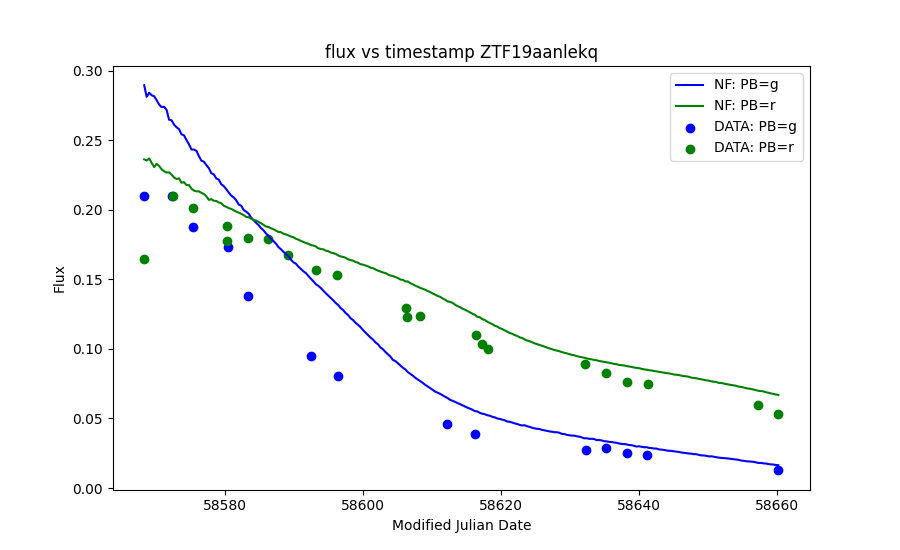 flux vs timestamp ZTF19aanlekq
NF: PB=g
NF: PB=r
DATA: PB=g
DATA: PB=r
Flux
0.30
0.25
0.20
0.15
0.10
0.05
0.00
58580 58600 58620 58640 58660
Modified Julian Date